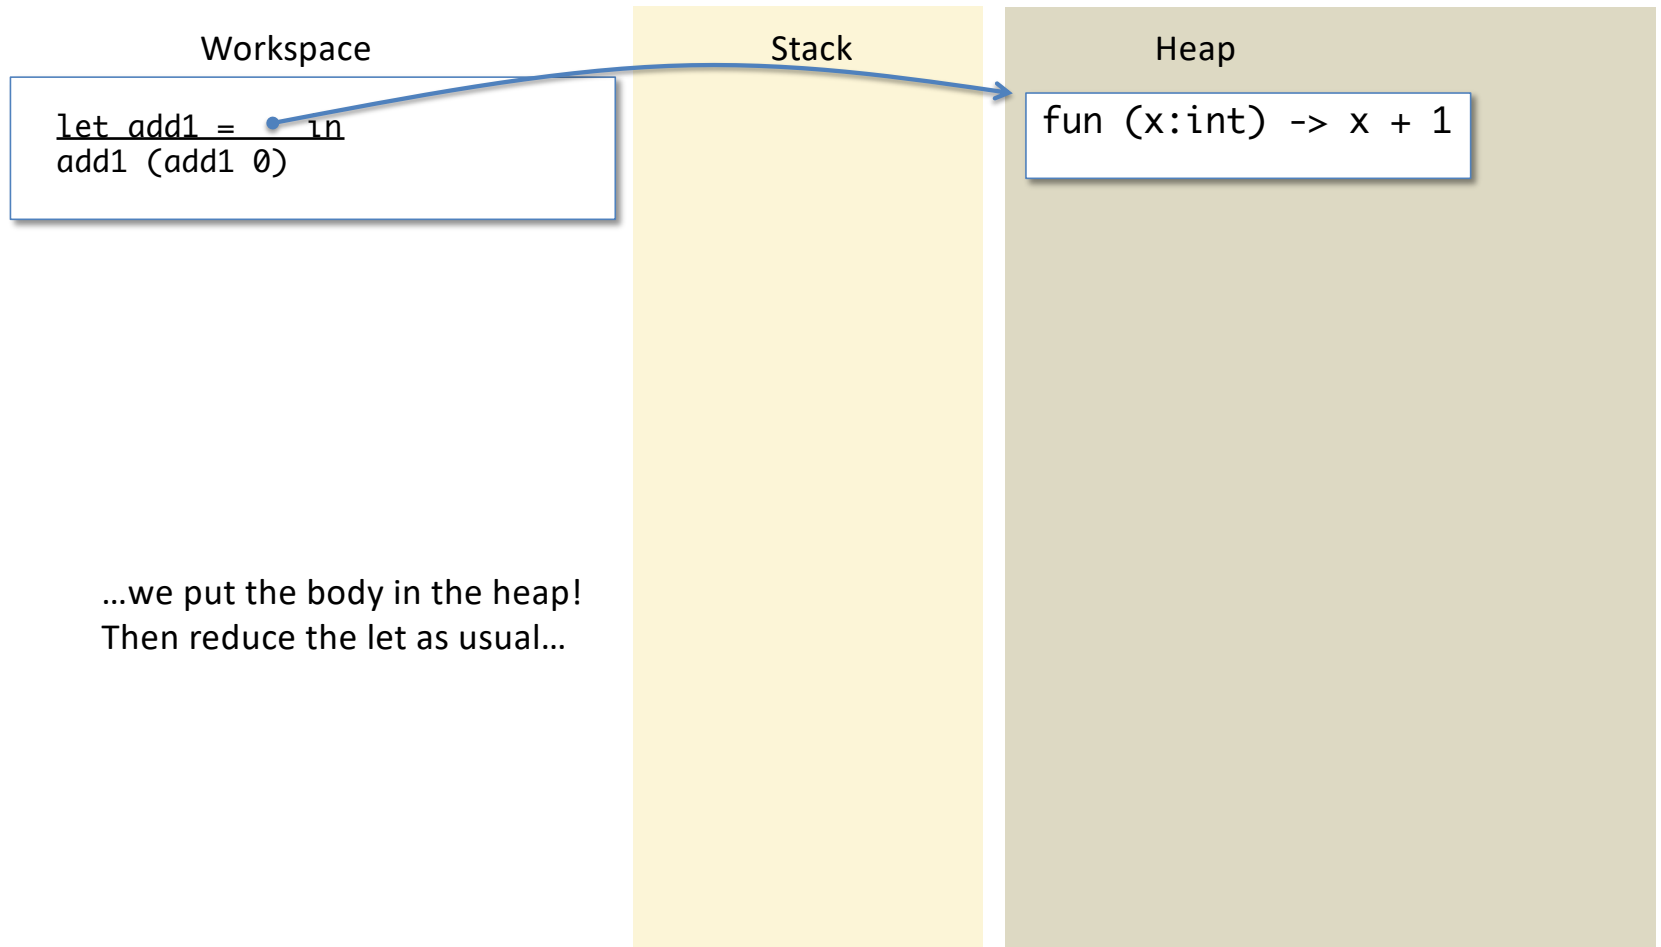 Workspace
Stack
Heap
let add1 = in
add1 (add1 0)
fun (x:int) -> x + 1
…we put the body in the heap!
Then reduce the let as usual…